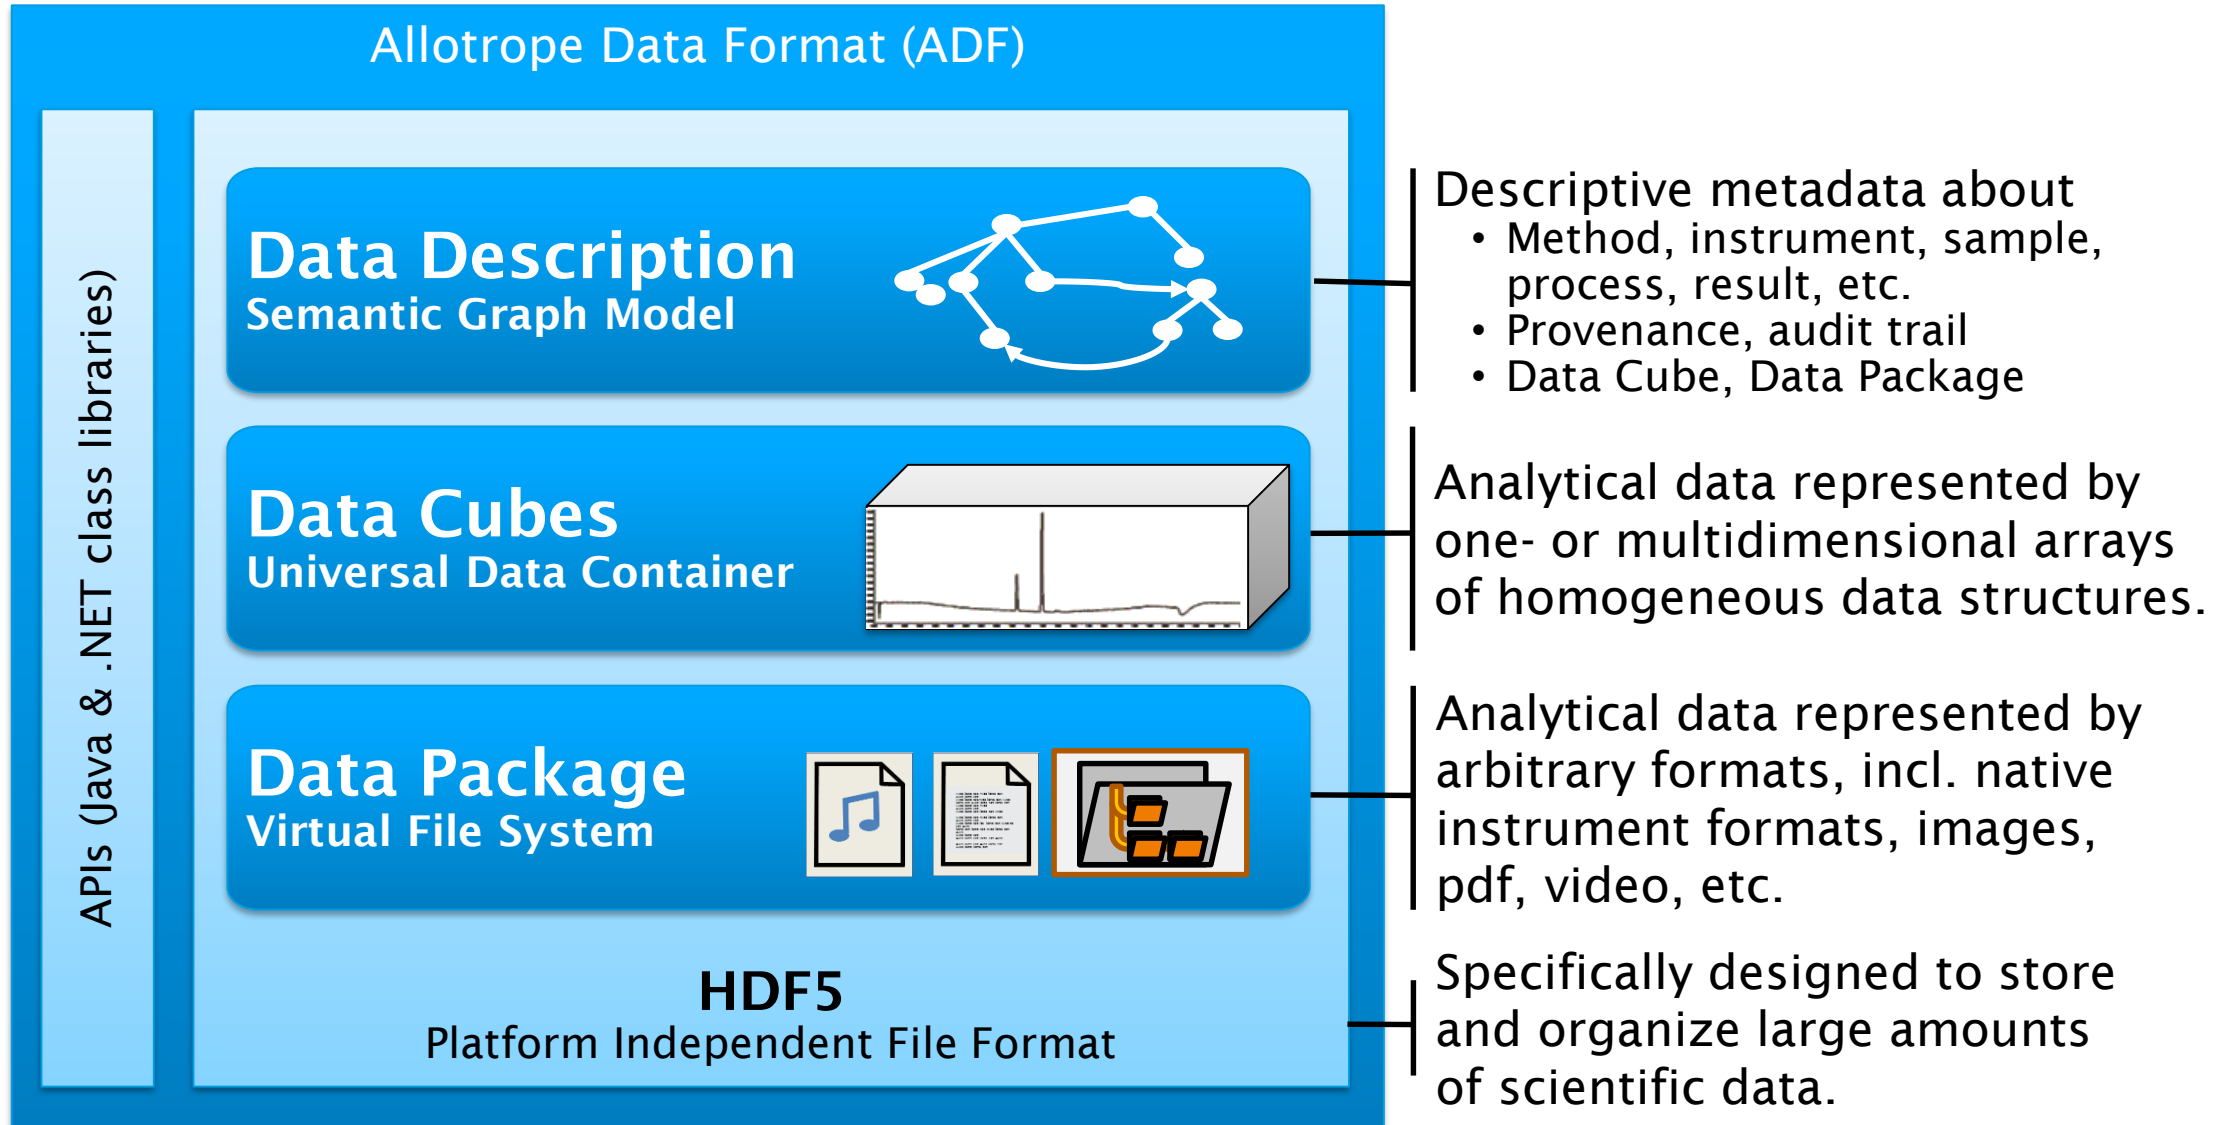 Allotrope Data Format (ADF)
APIs (Java & .NET class libraries)
Data Description
Semantic Graph Model
Descriptive metadata about
• Method, instrument, sample,
process, result, etc.
• Provenance, audit trail
• Data Cube, Data Package
Data Cubes
Universal Data Container
Analytical data represented by
one- or multidimensional arrays
of homogeneous data structures.
Data Package
Virtual File System
Analytical data represented by
arbitrary formats, incl. native
instrument formats, images,
pdf, video, etc.
HDF5
Platform Independent File Format
Specifically designed to store
and organize large amounts
of scientific data.